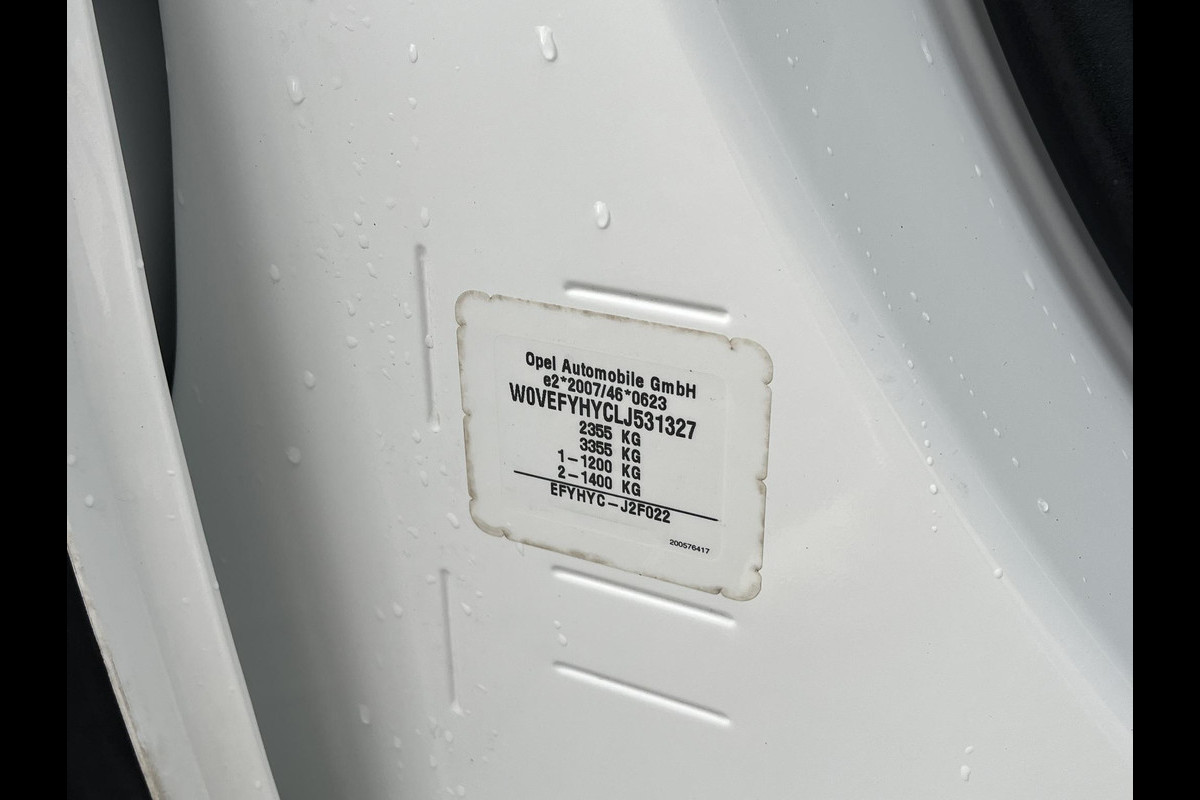 Opel Automobile GmbH
e2*2007/46*0623
W0VEFYHYCLJ531327
2355 KG
3355 KG
1-1200 KG
2-1400 KG
EFYHYC-J2F022
200576417